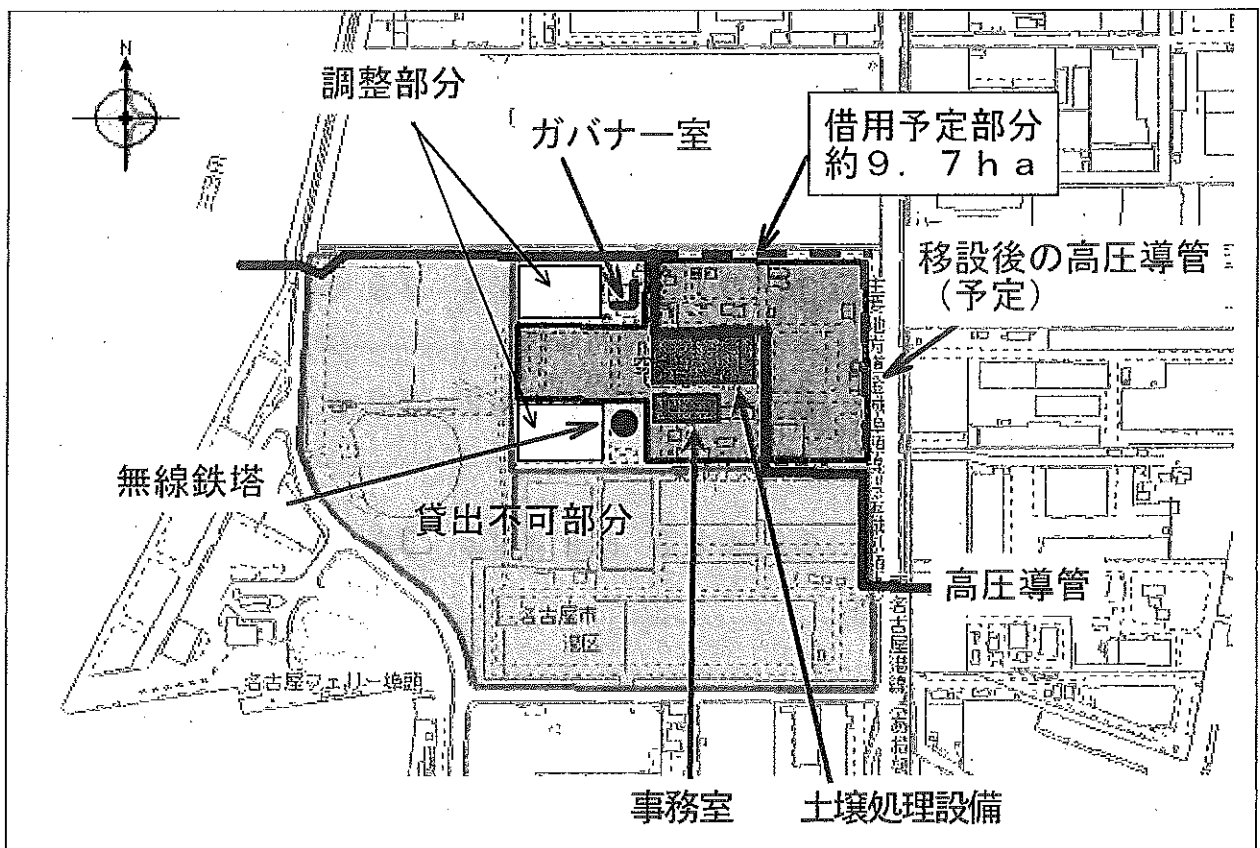 N
調整部分
ガバナー室
借用予定部分
約9.7ha
移設後の高圧導管
(予定)
無線鉄塔
貸出不可部分
高圧導管
名古屋市
港区
名古屋フェリー埠頭
事務室
土壌処理設備